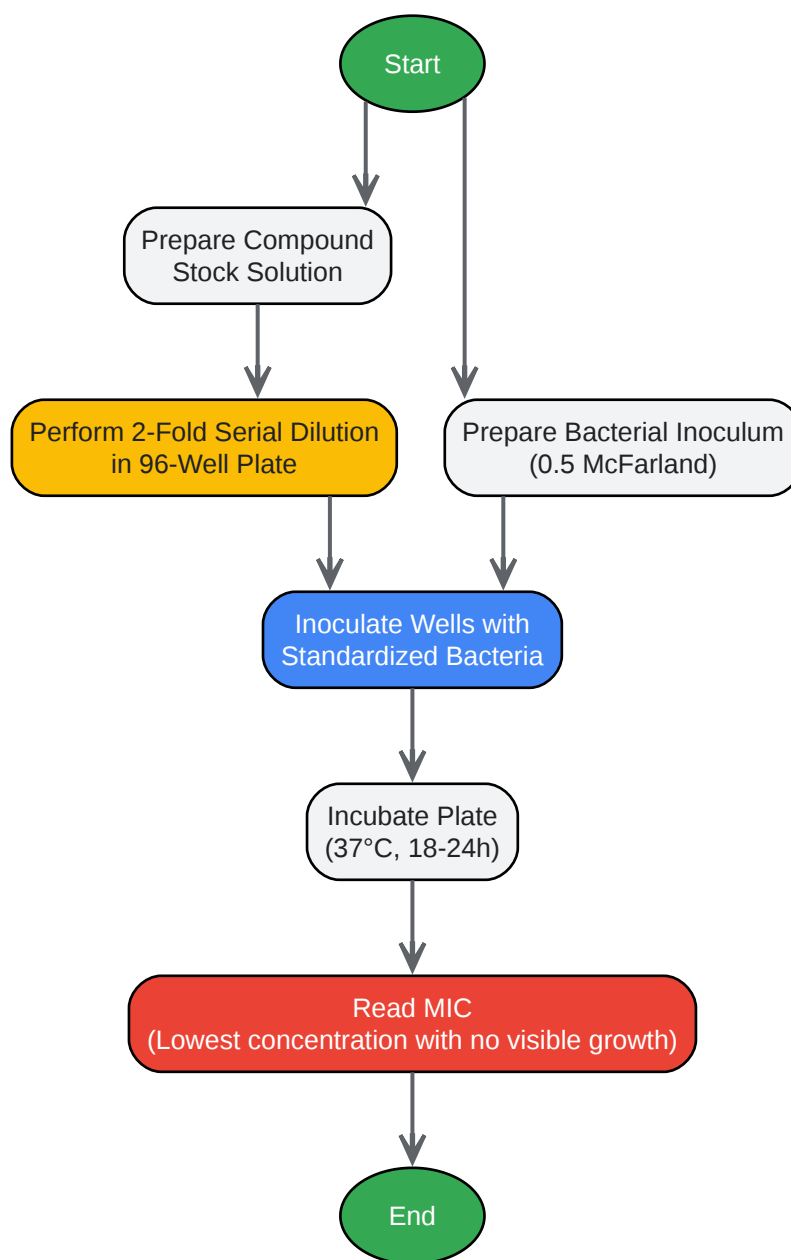 Start
Prepare Compound
Stock Solution
Perform 2-Fold Serial Dilution
in 96-Well Plate
Prepare Bacterial Inoculum
(0.5 McFarland)
Inoculate Wells with
Standardized Bacteria
Incubate Plate
(37°C, 18-24h)
Read MIC
(Lowest concentration with no visible growth)
End